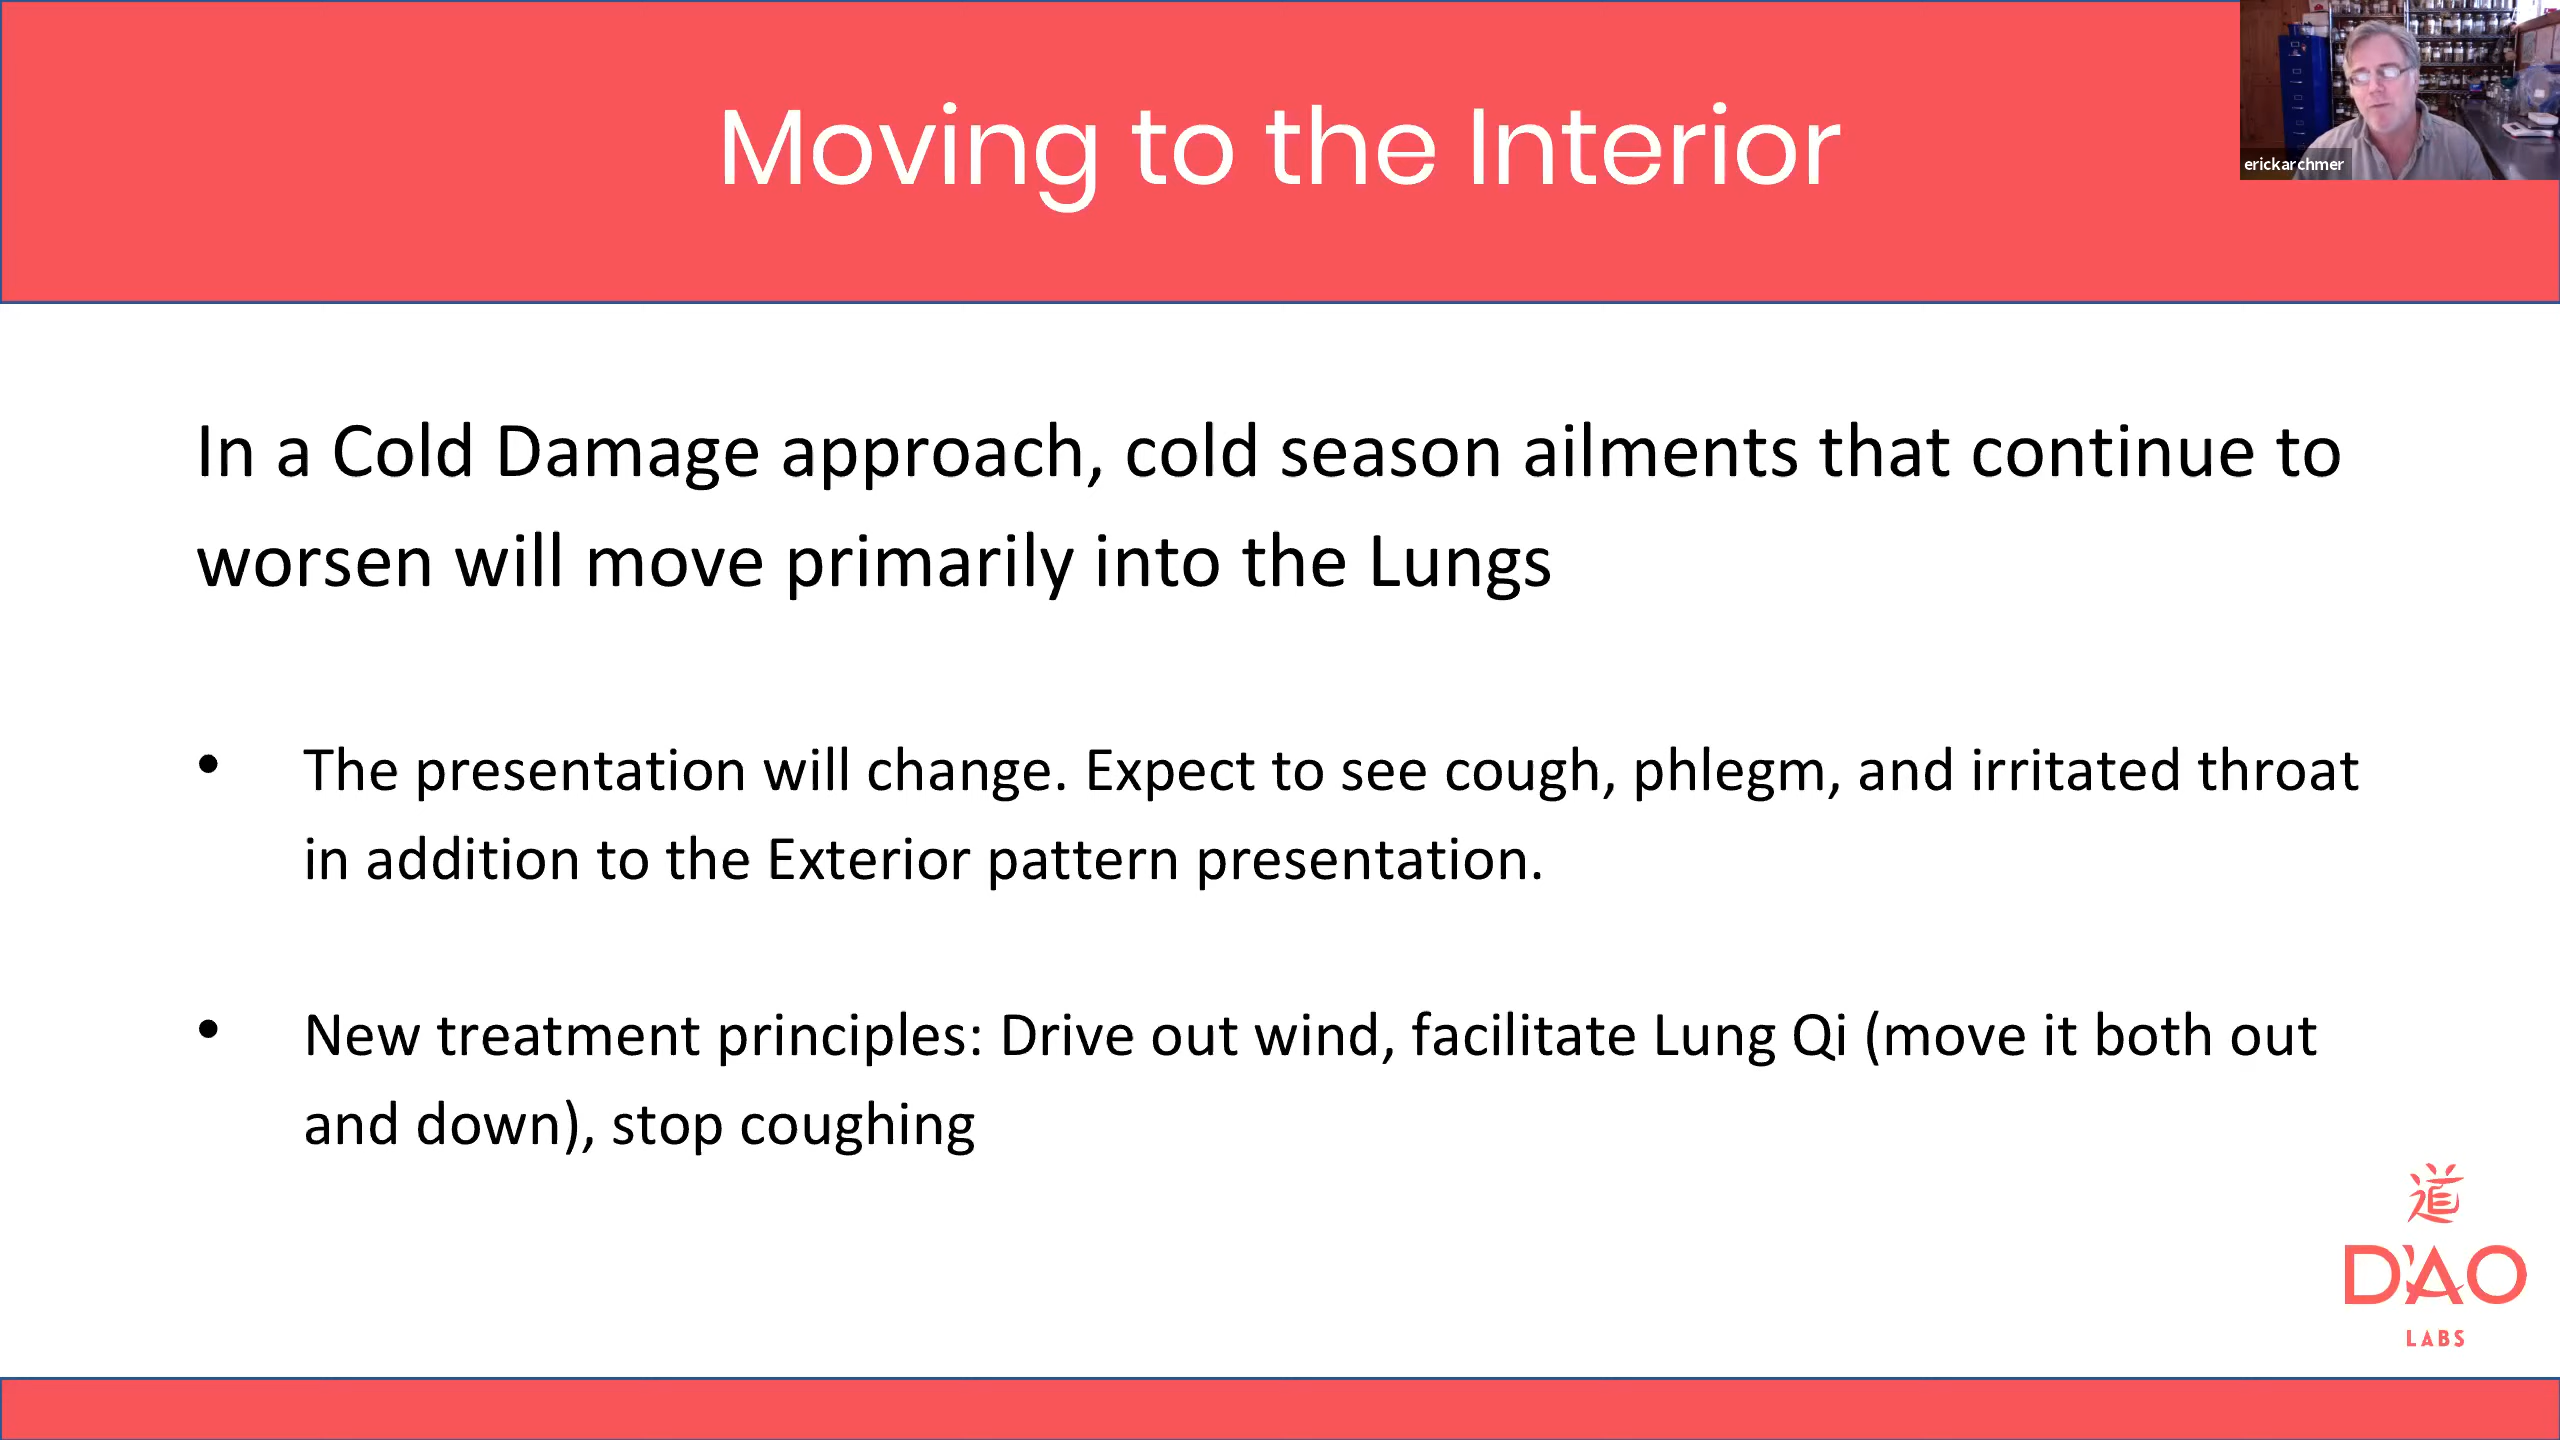 Moving to the Interior
erickarchmer
In a Cold Damage approach, cold season ailments that continue to
worsen will move primarily into the Lungs
• The presentation will change. Expect to see cough, phlegm, and irritated throat
in addition to the Exterior pattern presentation.
• New treatment principles: Drive out wind, facilitate Lung Qi (move it both out
and down), stop coughing
道
DAO
LABS